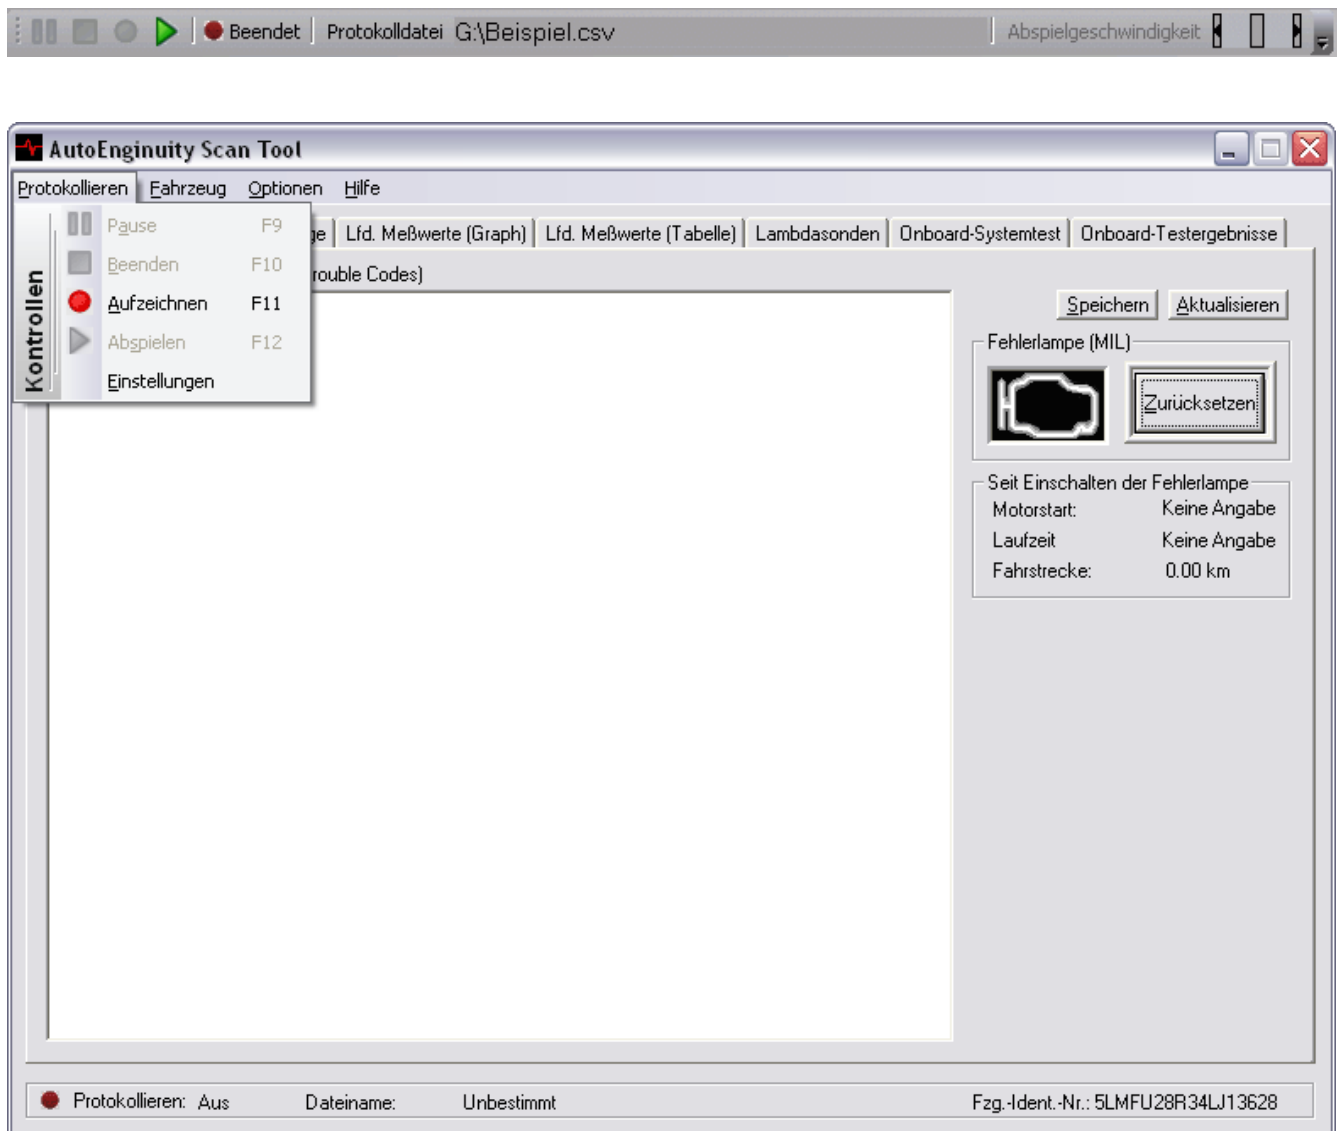 Beendet Protokolldatei G:\Beispiel.csv Abspielgeschwindigkeit
AutoEnginuity Scan Tool
Protokollieren Fahrzeug Optionen Hilfe
Kontrollen
Pause F9
Beenden F10
Aufzeichnen F11
Abspielen F12
Einstellungen
ge Lfd. Meßwerte (Graph) Lfd. Meßwerte (Tabelle) Lambdasonden Onboard-Systemtest Onboard-Testergebnisse
rouble Codes)
Speichern Aktualisieren
Fehlerlampe (MIL)
Zurücksetzen
Seit Einschalten der Fehlerlampe
Motorstart: Keine Angabe
Laufzeit Keine Angabe
Fahrstrecke: 0.00 km
Protokollieren: Aus Dateiname: Unbestimmt Fzg.-Ident.-Nr.: 5LMFU28R34LJ13628